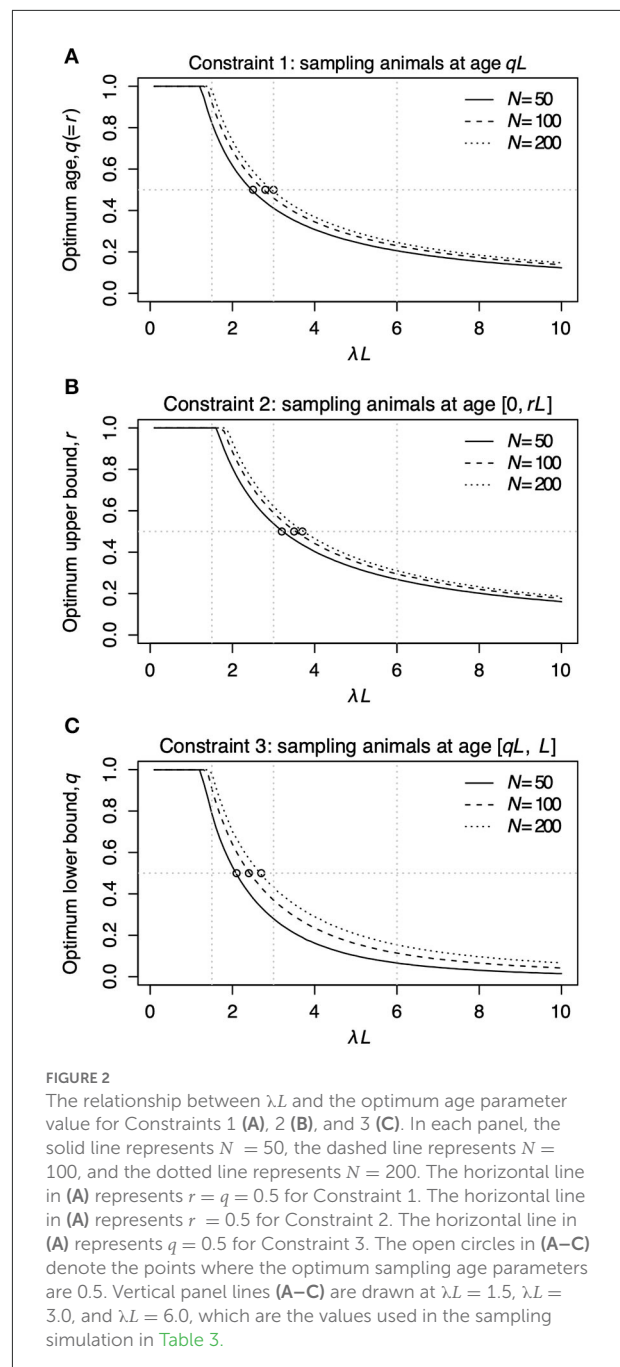 A
Constraint 1: sampling animals at age qL
Optimum age, q(=r)
1.0
0.8
0.6
0.4
0.2
0.0
N=50
N=100
N=200
0 2 4 6 8 10
λL
B
Constraint 2: sampling animals at age [0, rL]
Optimum upper bound, r
1.0
0.8
0.6
0.4
0.2
0.0
N=50
N=100
N=200
0 2 4 6 8 10
λL
C
Constraint 3: sampling animals at age [qL, L]
Optimum lower bound, q
1.0
0.8
0.6
0.4
0.2
0.0
N=50
N=100
N=200
0 2 4 6 8 10
λL
FIGURE 2
The relationship between λL and the optimum age parameter
value for Constraints 1 (A), 2 (B), and 3 (C). In each panel, the
solid line represents N = 50, the dashed line represents N =
100, and the dotted line represents N = 200. The horizontal line
in (A) represents r = q = 0.5 for Constraint 1. The horizontal line
in (A) represents r = 0.5 for Constraint 2. The horizontal line in
(A) represents q = 0.5 for Constraint 3. The open circles in (A–C)
denote the points where the optimum sampling age parameters
are 0.5. Vertical panel lines (A–C) are drawn at λL = 1.5, λL =
3.0, and λL = 6.0, which are the values used in the sampling
simulation in Table 3.